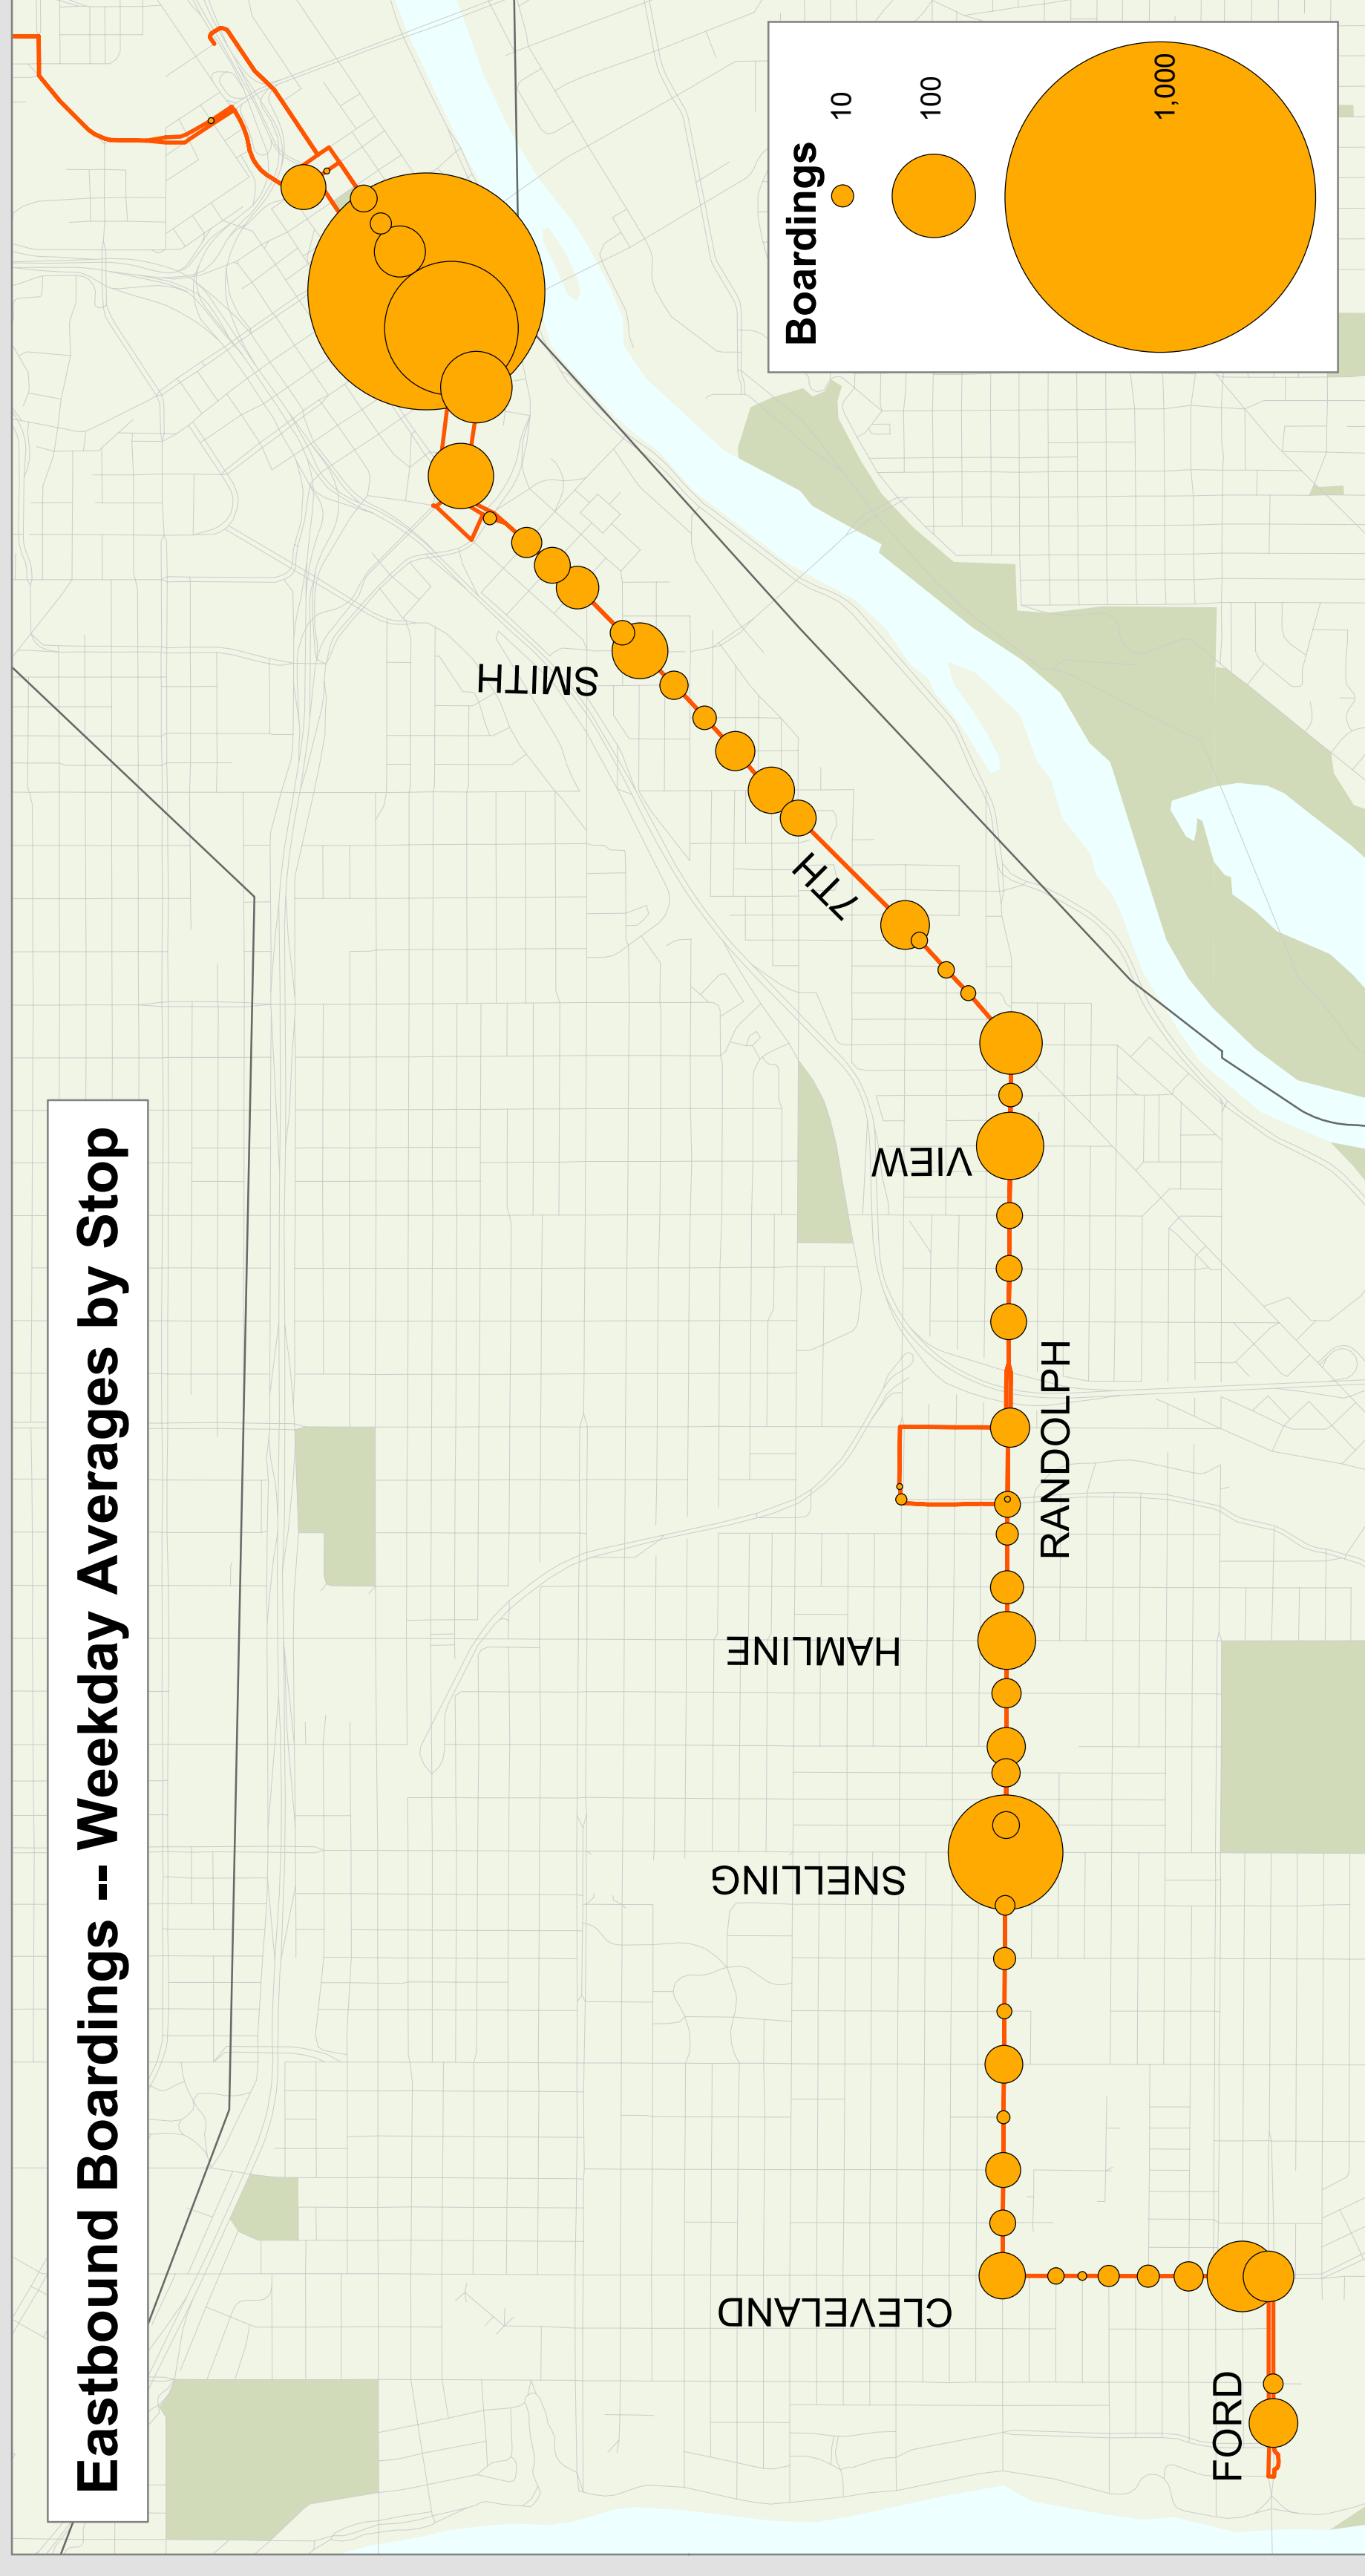 Eastbound Boardings -- Weekday Averages by Stop
Boardings
10
100
1,000
SMITH
7TH
VIEW
RANDOLPH
HAMLINE
SNELLING
CLEVELAND
FORD